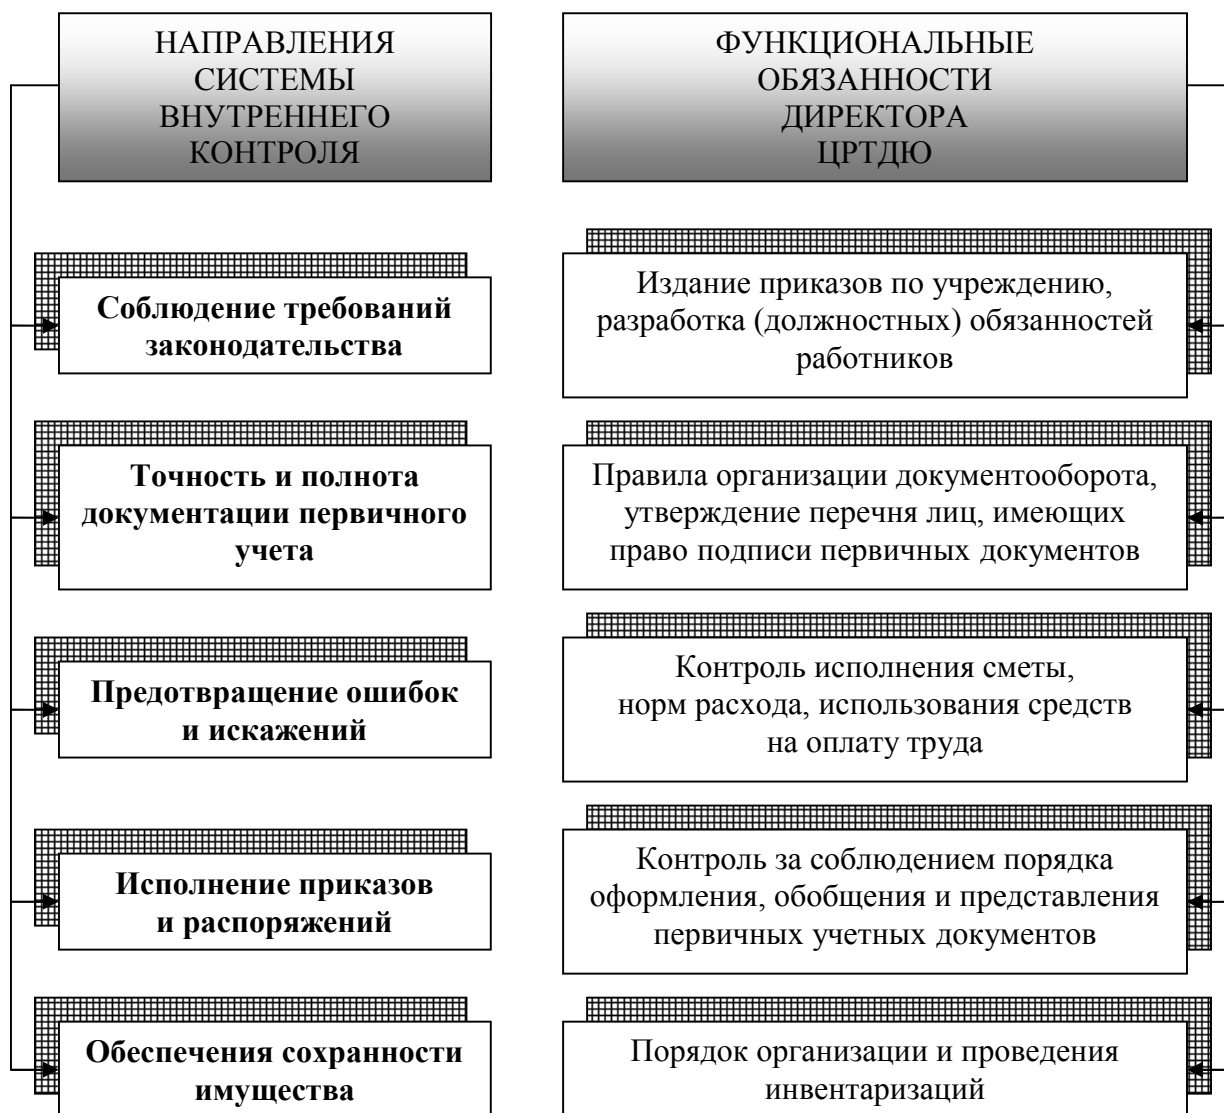 НАПРАВЛЕНИЯ
СИСТЕМЫ
ВНУТРЕННЕГО
КОНТРОЛЯ
ФУНКЦИОНАЛЬНЫЕ
ОБЯЗАННОСТИ
ДИРЕКТОРА
ЦРТДЮ
Соблюдение требований
законодательства
Издание приказов по учреждению,
разработка (должностных) обязанностей
работников
Точность и полнота
документации первичного
учета
Правила организации документооборота,
утверждение перечня лиц, имеющих
право подписи первичных документов
Предотвращение ошибок
и искажений
Контроль исполнения сметы,
норм расхода, использования средств
на оплату труда
Исполнение приказов
и распоряжений
Контроль за соблюдением порядка
оформления, обобщения и представления
первичных учетных документов
Обеспечения сохранности
имущества
Порядок организации и проведения
инвентаризаций